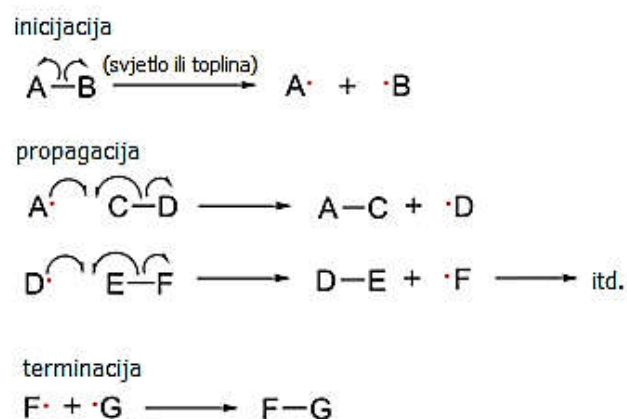 inicijacija
(svjetlo ili toplina)
A—B → A· + ·B
propagacija
A· C—D → A—C + ·D
D· E—F → D—E + ·F → itd.
terminacija
F· + ·G → F—G